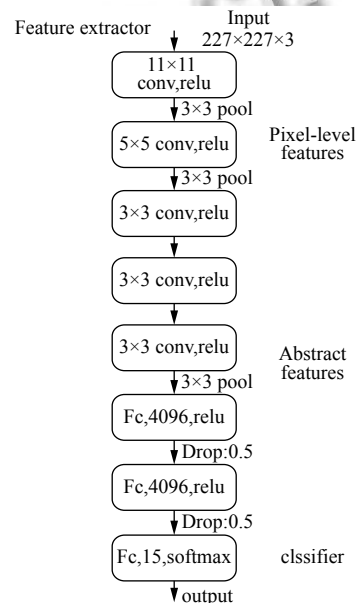 Feature extractor
Input
227×227×3
11×11
conv,relu
3×3 pool
5×5 conv,relu
Pixel-level
features
3×3 pool
3×3 conv,relu
3×3 conv,relu
3×3 conv,relu
Abstract
features
3×3 pool
Fc,4096,relu
Drop:0.5
Fc,4096,relu
Drop:0.5
Fc,15,softmax
clssifier
output